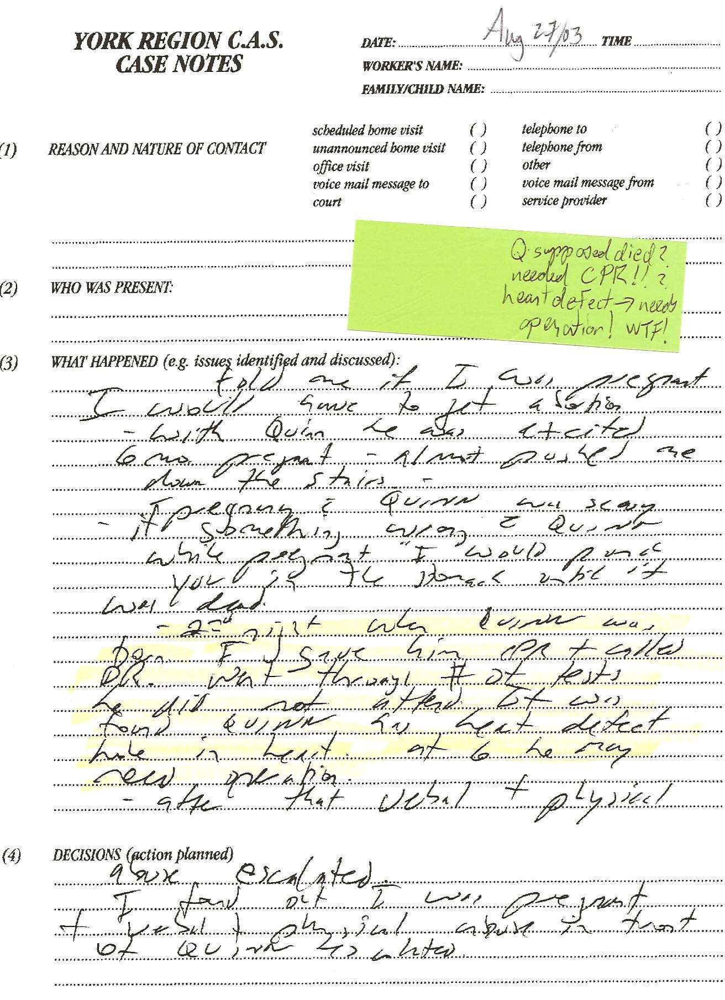 YORK REGION C.A.S.
CASE NOTES
DATE: Aug 27/03 TIME
WORKER'S NAME:
FAMILY/CHILD NAME:
(1) REASON AND NATURE OF CONTACT
scheduled home visit ( ) telephone to ( )
unannounced home visit ( ) telephone from ( )
office visit ( ) other ( )
voice mail message to ( ) voice mail message from ( )
court ( ) service provider ( )
Q supposed died?
needed CPR!! ?
heart defect → needs
operation! WTF!
(2) WHO WAS PRESENT:
(3) WHAT HAPPENED (e.g. issues identified and discussed):
told me if I was pregnant
I would have to get abortion
- with Quinn he was excited
6 mo pregnant - almost pushed me
down the stairs -
pregnancy c̄ QUINN was scary
- if something wrong c̄ QUINN
while pregnant "I would punch
you in the stomach until it
was dead.
- 2nd night when QUINN was
born I gave him CPR + called
DR. went through # of tests
he did not attend. It was
found QUINN has heart defect
hole in heart. at 6 he may
need operation.
- after that verbal + physical
(4) DECISIONS (action planned)
abuse escalated.
I found out I was pregnant
+ verbal + physical abuse in front
of QUINN escalated.